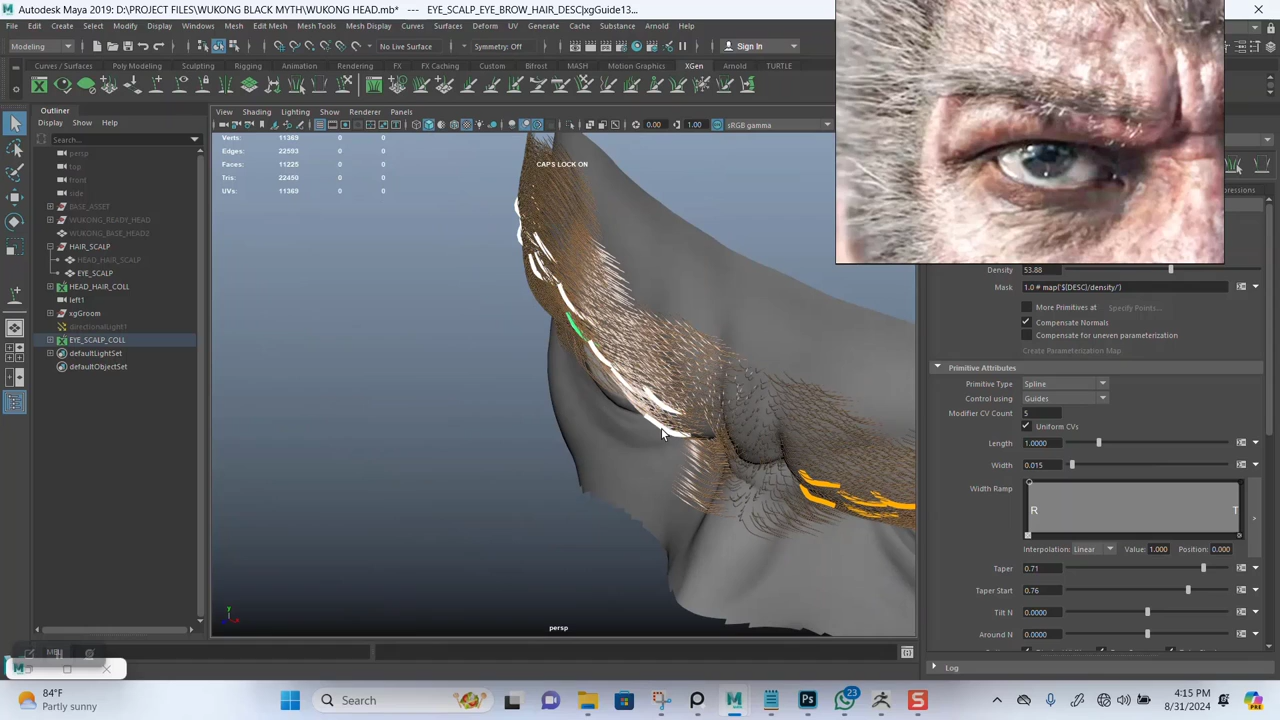 Autodesk Maya 2019: D:\PROJECT FILES\WUKONG BLACK MYTH\WUKONG HEAD.mb* - EYE_SCALP_EYE_BROW_HAIR_DESC|xgGuide13...
File Edit Create Select Modify Display Windows Mesh Edit Mesh Mesh Tools Mesh Display Curves Surfaces Deform UV Generate Cache Substance Arnold Help
Modeling No Live Surface Symmetry: Off Sign In
Curves / Surfaces Poly Modeling Sculpting Rigging Animation Rendering FX FX Caching Custom Bifrost MASH Motion Graphics XGen TURTLE
Outliner
Display Show Help
Search...
persp
top
front
side
BASE_ASSET
WUKONG_READY_HEAD
WUKONG_BASE_HEAD2
HAIR_SCALP
HEAD_HAIR_SCALP
EYE_SCALP
HEAD_HAIR_COLL
left1
xgGroom
directionalLight1
EYE_SCALP_COLL
defaultLightSet
defaultObjectSet
View Shading Lighting Show Renderer Panels
0.00 1.00 sRGB gamma
Verts: 11369 0 0
Edges: 22593 0 0
Faces: 11225 0 0
Tris: 22450 0 0
UVs: 11369 0 0
CAPS LOCK ON
persp
Density 53.88
Mask 1.0 # map('${DESC}/density/')
More Primitives at Specify Points...
Compensate Normals
Compensate for uneven parameterization
Create Parameterization Map
Primitive Attributes
Primitive Type Spline
Control using Guides
Modifier CV Count 5
Uniform CVs
Length 1.0000
Width 0.015
Width Ramp
R T
Interpolation: Linear Value: 1.000 Position: 0.000
Taper 0.71
Taper Start 0.76
Tilt N 0.0000
Around N 0.0000
Log
84°F
Partly sunny
Search
23
4:15 PM
8/31/2024